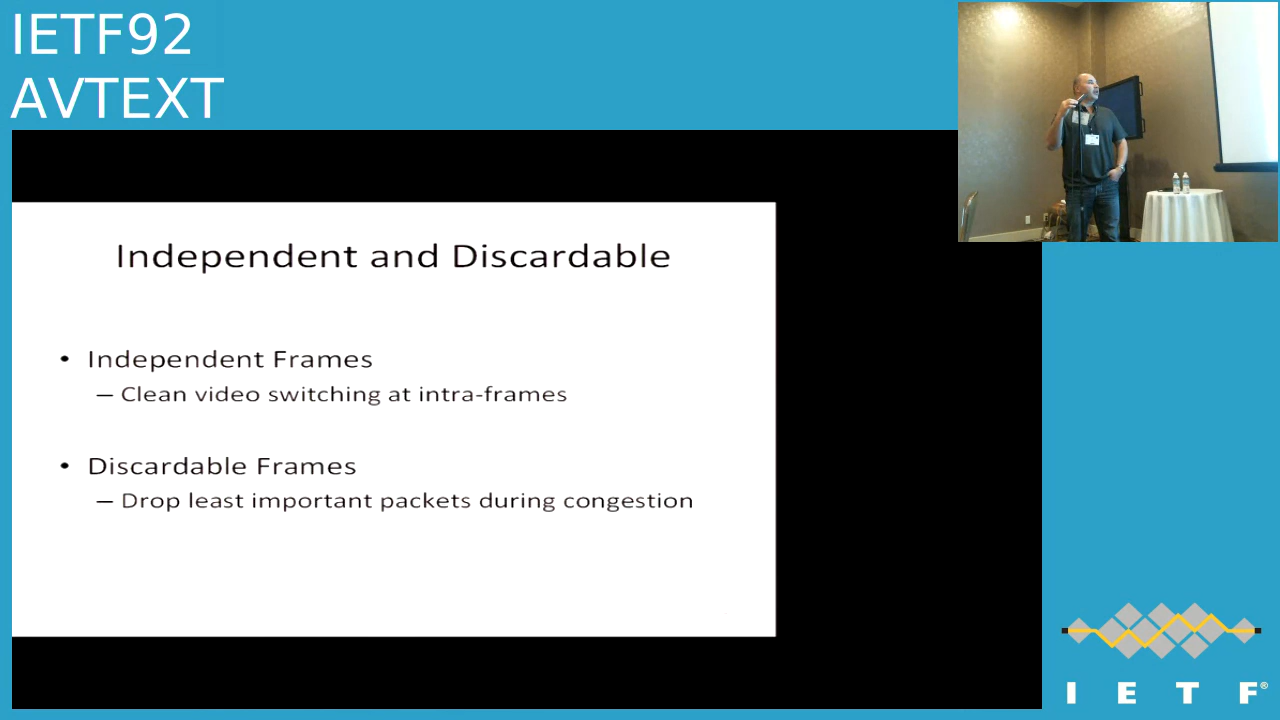 IETF92
AVTEXT
Independent and Discardable
• Independent Frames
– Clean video switching at intra-frames
• Discardable Frames
– Drop least important packets during congestion
I E T F®